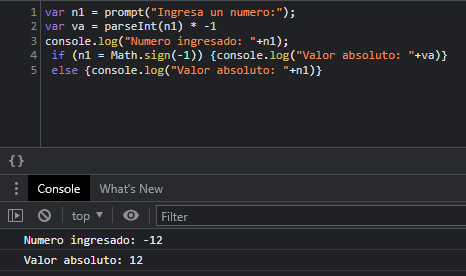 1 var n1 = prompt("Ingresa un numero:");
2 var va = parseInt(n1) * -1
3 console.log("Numero ingresado: "+n1);
4 if (n1 = Math.sign(-1)) {console.log("Valor absoluto: "+va)}
5 else {console.log("Valor absoluto: "+n1)}
{}
Console What's New
top Filter
Numero ingresado: -12
Valor absoluto: 12